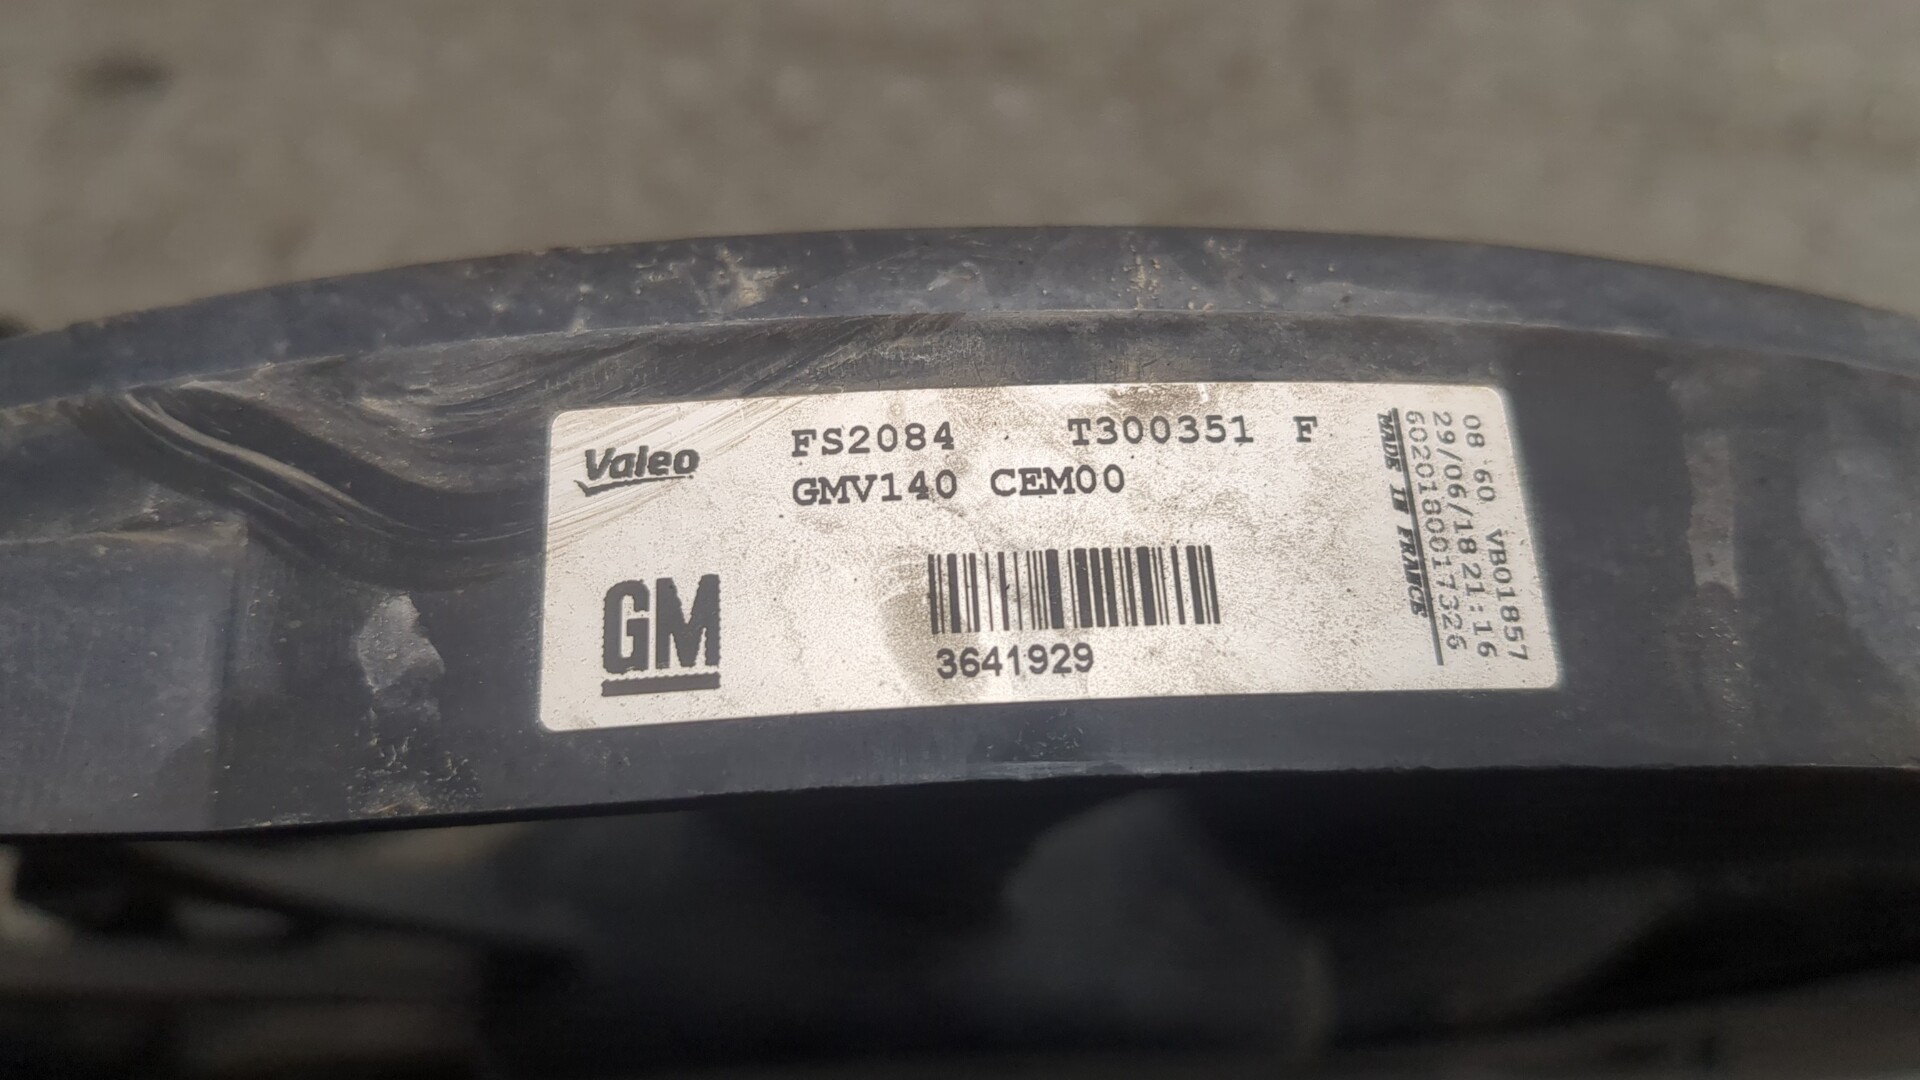 Valeo
FS2084 T300351 F
GMV140 CEM00
GM
3641929
08 60 VB01857
29/06/18 21:16
6020180017326
MADE IN FRANCE